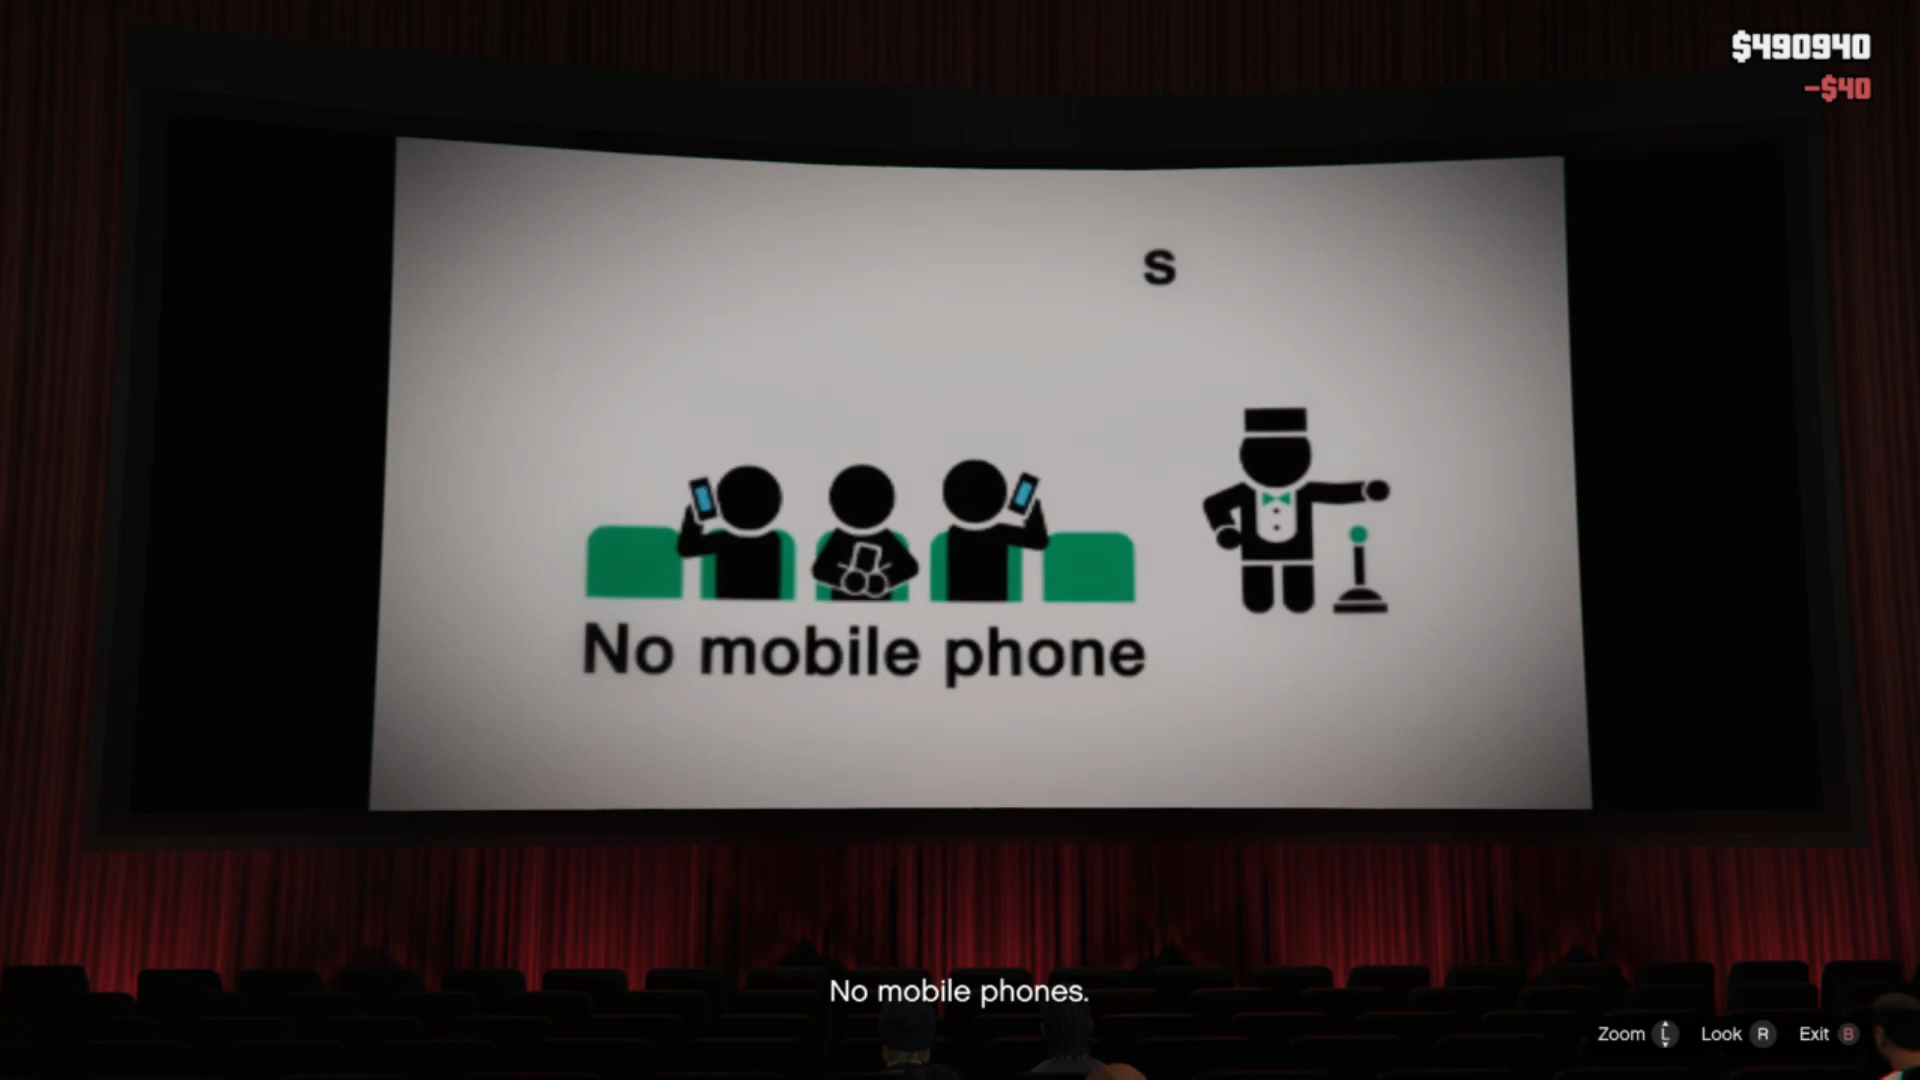 $490940
-$40
s
No mobile phone
No mobile phones.
Zoom L Look R Exit B